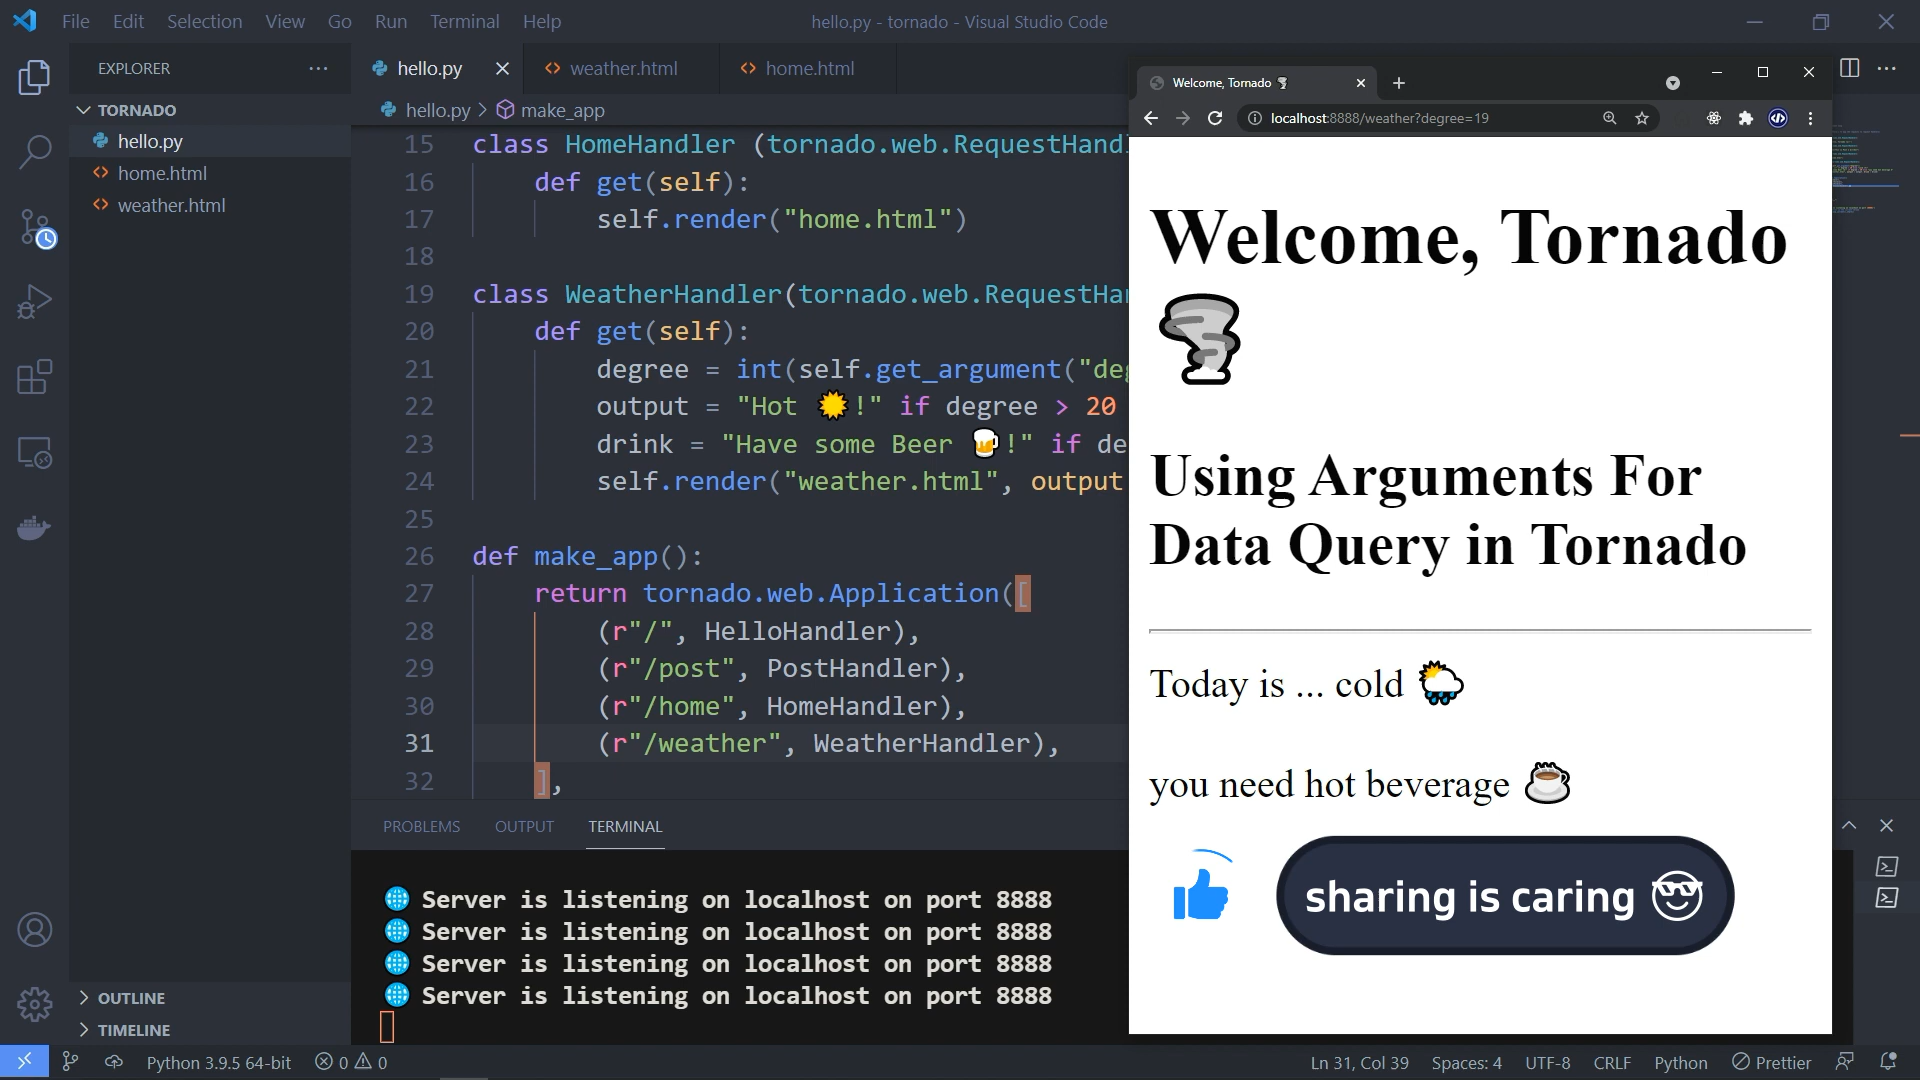 File Edit Selection View Go Run Terminal Help
hello.py - tornado - Visual Studio Code
EXPLORER
TORNADO
hello.py
home.html
weather.html
OUTLINE
TIMELINE
hello.py
weather.html
home.html
hello.py > make_app
15 class HomeHandler (tornado.web.RequestHandl
16 def get(self):
17 self.render("home.html")
18
19 class WeatherHandler(tornado.web.RequestHan
20 def get(self):
21 degree = int(self.get_argument("deg
22 output = "Hot ☀️!" if degree > 20
23 drink = "Have some Beer 🍺!" if de
24 self.render("weather.html", output
25
26 def make_app():
27 return tornado.web.Application([
28 (r"/", HelloHandler),
29 (r"/post", PostHandler),
30 (r"/home", HomeHandler),
31 (r"/weather", WeatherHandler),
32 ],
PROBLEMS OUTPUT TERMINAL
🌐 Server is listening on localhost on port 8888
🌐 Server is listening on localhost on port 8888
🌐 Server is listening on localhost on port 8888
🌐 Server is listening on localhost on port 8888
Welcome, Tornado 🌪️
localhost:8888/weather?degree=19
Welcome, Tornado
🌪️
Using Arguments For
Data Query in Tornado
Today is ... cold 🌦️
you need hot beverage ☕
sharing is caring 😎
Python 3.9.5 64-bit 0 0
Ln 31, Col 39 Spaces: 4 UTF-8 CRLF Python Prettier